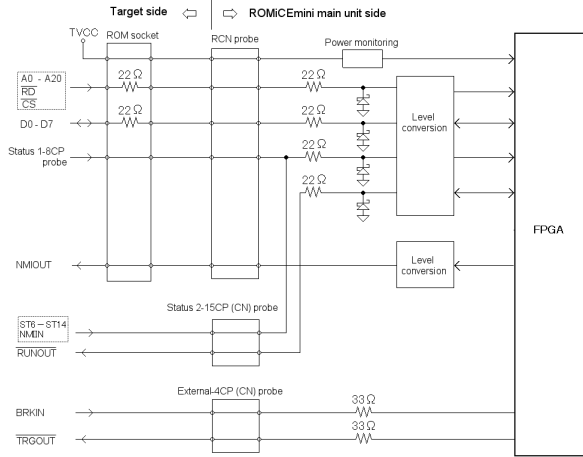 Target side
ROMiCEmini main unit side
TVCC
ROM socket
RCN probe
Power monitoring
A0 - A20
RD
CS
22 Ω
22 Ω
D0 - D7
22 Ω
22 Ω
Level
conversion
Status 1-8CP
probe
22 Ω
22 Ω
FPGA
NMIOUT
Level
conversion
Status 2-15CP (CN) probe
ST6 – ST14
NMIIN
RUNOUT
External-4CP (CN) probe
BRKIN
33 Ω
TRGOUT
33 Ω